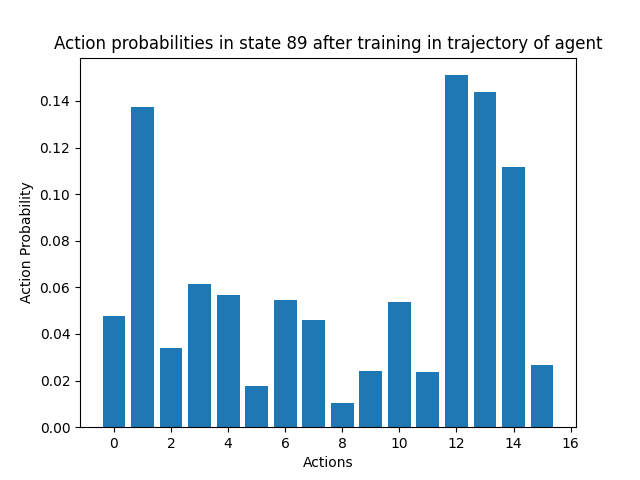 Action probabilities in state 89 after training in trajectory of agent
0.14
0.12
0.10
0.08
0.06
0.04
0.02
0.00
Action Probability
0 2 4 6 8 10 12 14 16
Actions